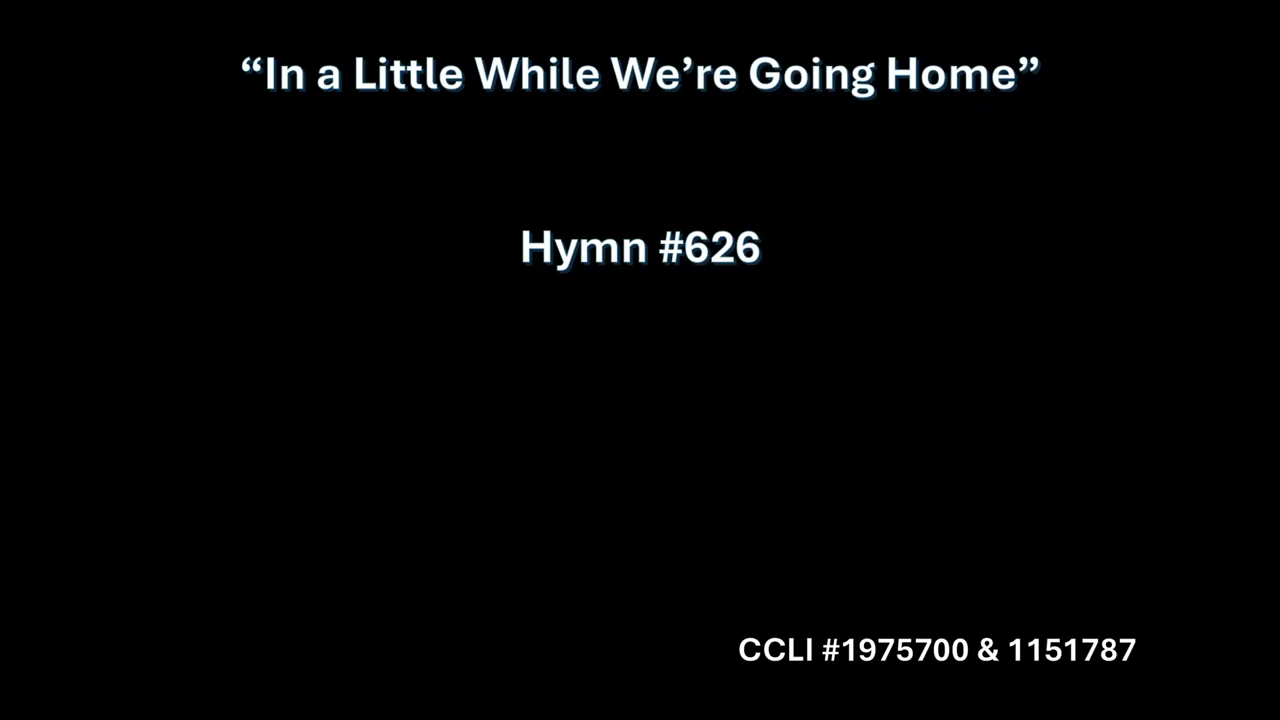 “In a Little While We’re Going Home”
Hymn #626
CCLI #1975700 & 1151787